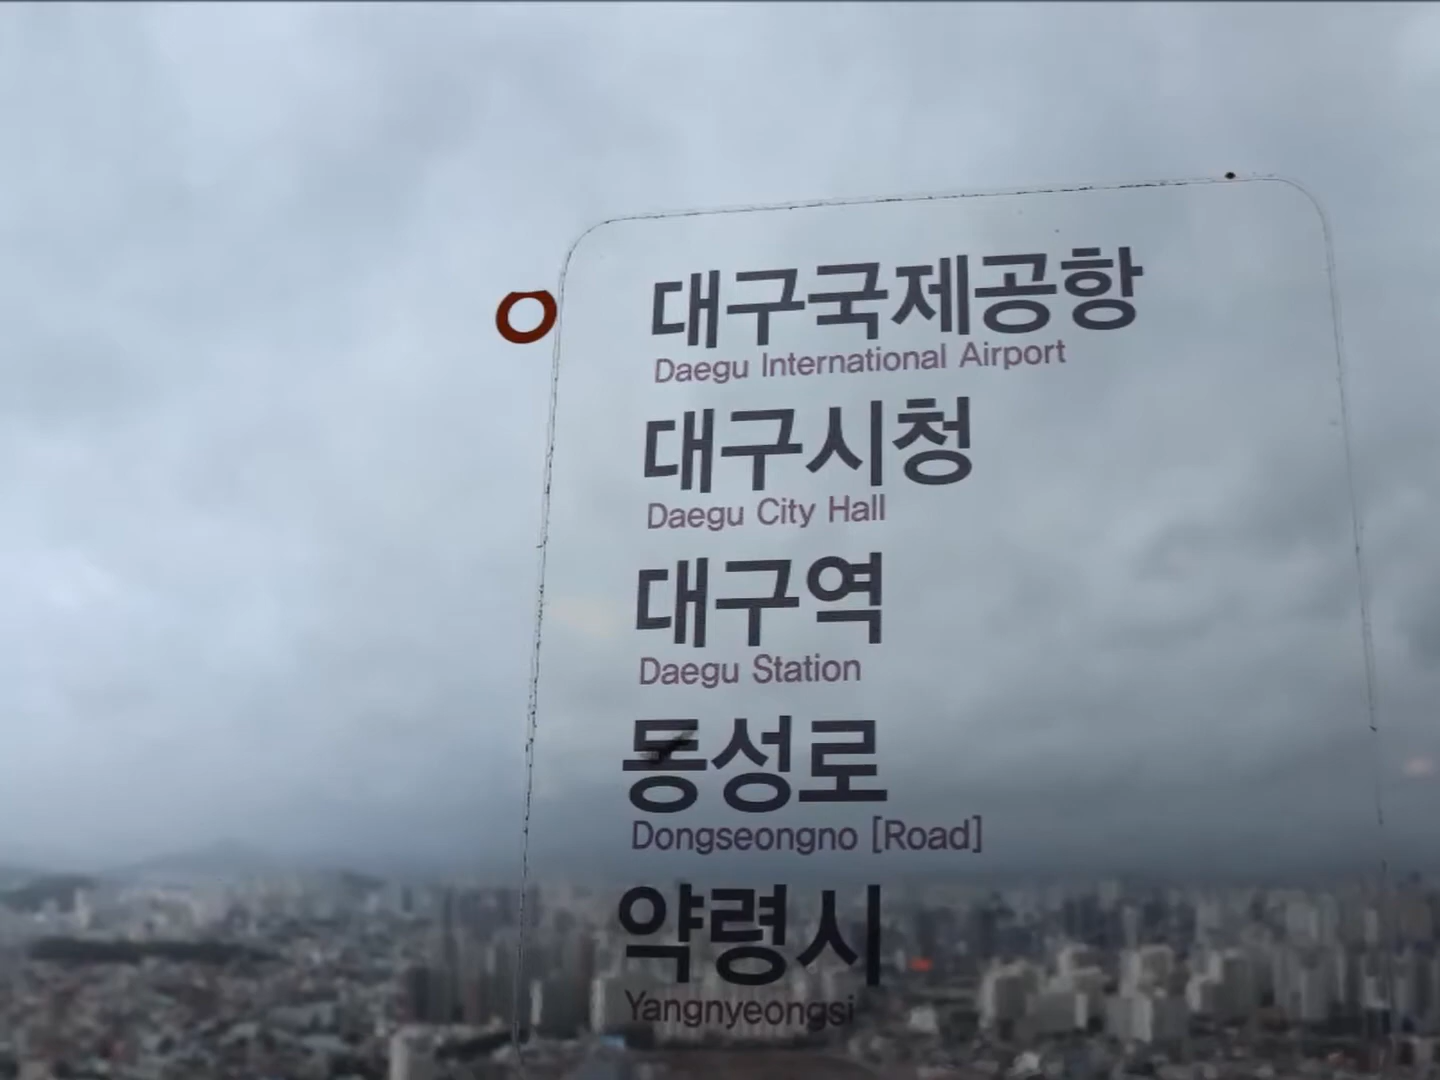 대구국제공항
Daegu International Airport
대구시청
Daegu City Hall
대구역
Daegu Station
동성로
Dongseongno [Road]
약령시
Yangnyeongsi